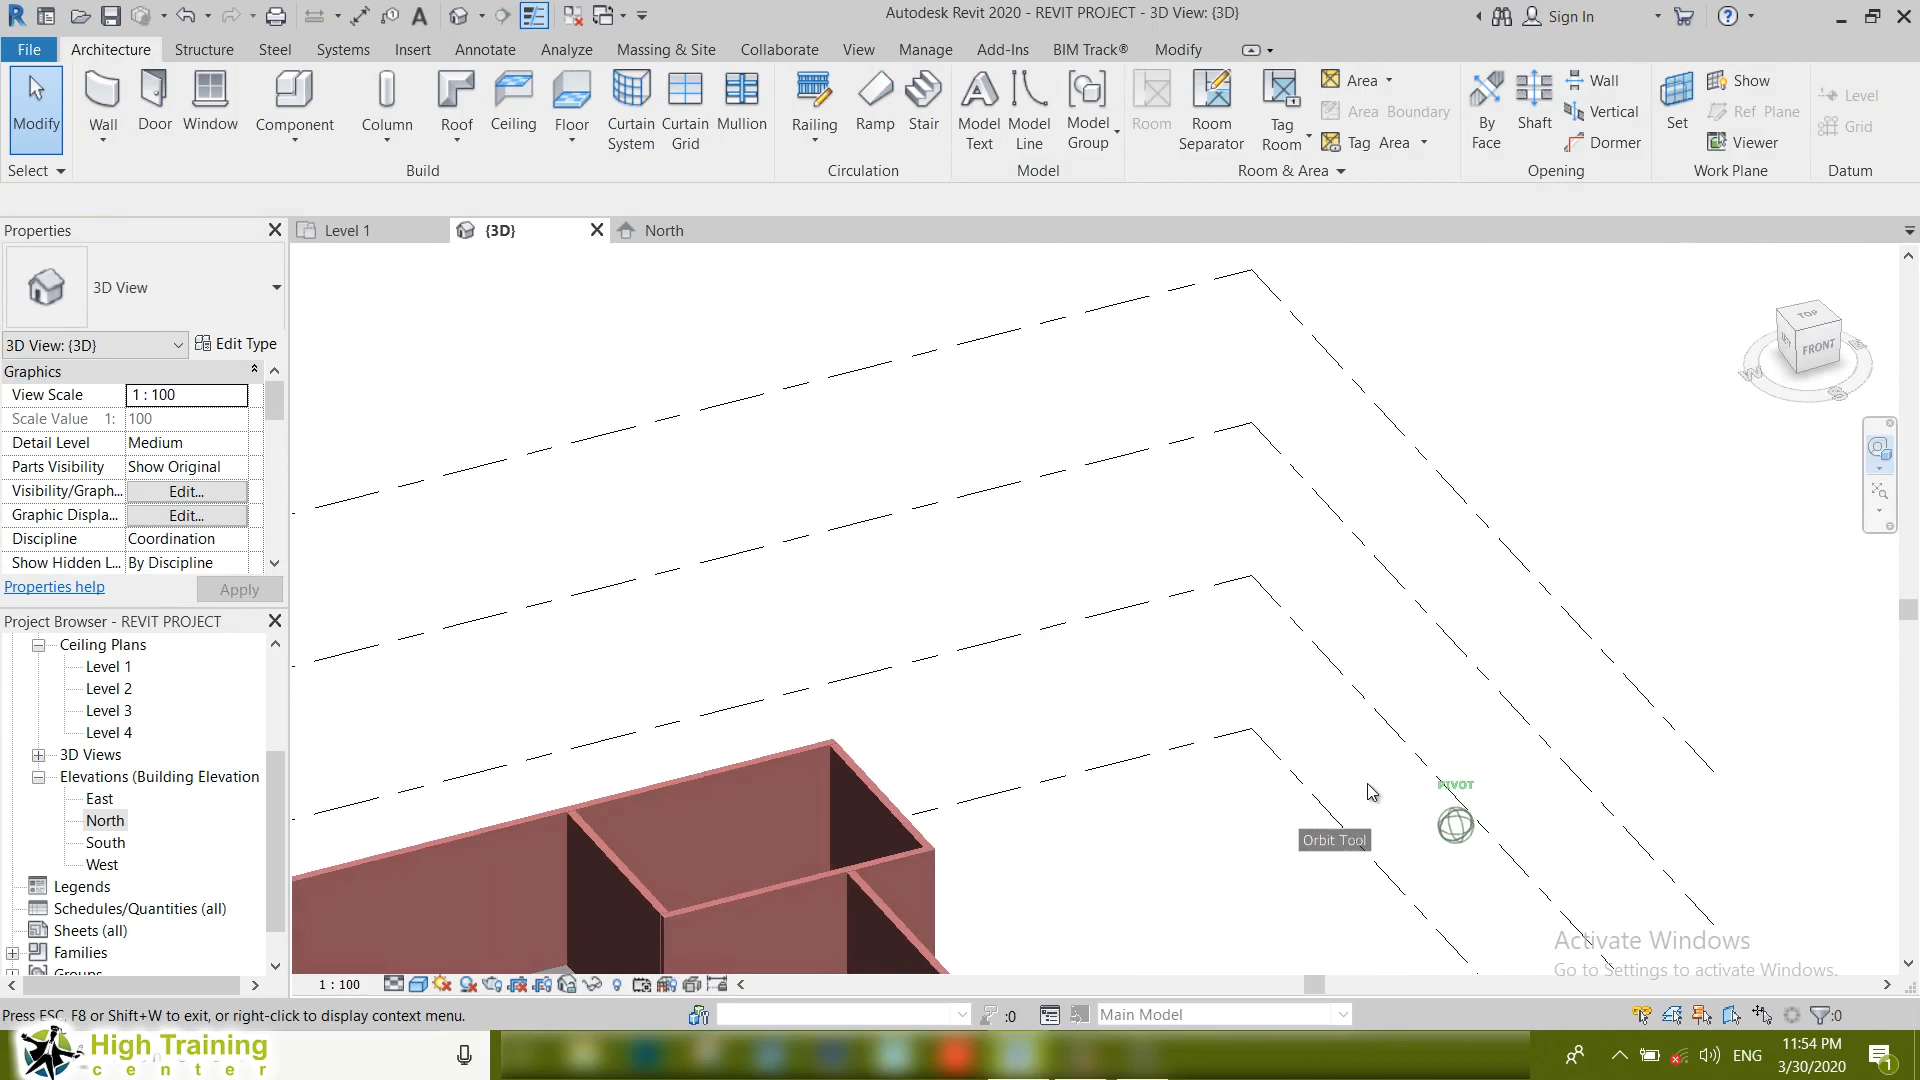 Autodesk Revit 2020 - REVIT PROJECT - 3D View: {3D}
Sign In
File Architecture Structure Steel Systems Insert Annotate Analyze Massing & Site Collaborate View Manage Add-Ins BIM Track® Modify
Modify
Wall
Door
Window
Component
Column
Roof
Ceiling
Floor
Curtain System
Curtain Grid
Mullion
Railing
Ramp
Stair
Model Text
Model Line
Model Group
Room
Room Separator
Tag Room
Area
Area Boundary
Tag Area
By Face
Shaft
Wall
Vertical
Dormer
Set
Show
Ref Plane
Viewer
Level
Grid
Select
Build
Circulation
Model
Room & Area
Opening
Work Plane
Datum
Properties
Level 1
{3D}
North
3D View
3D View: {3D}
Edit Type
Graphics
View Scale 1 : 100
Scale Value 1: 100
Detail Level Medium
Parts Visibility Show Original
Visibility/Graph... Edit...
Graphic Displa... Edit...
Discipline Coordination
Show Hidden L... By Discipline
Properties help
Apply
Project Browser - REVIT PROJECT
Ceiling Plans
Level 1
Level 2
Level 3
Level 4
3D Views
Elevations (Building Elevation
East
North
South
West
Legends
Schedules/Quantities (all)
Sheets (all)
Families
Groups
TOP
FRONT
W
S
PIVOT
Orbit Tool
Activate Windows
Go to Settings to activate Windows.
1 : 100
Press ESC, F8 or Shift+W to exit, or right-click to display context menu.
:0
Main Model
:0
High Training
center
ENG
11:54 PM
3/30/2020
1